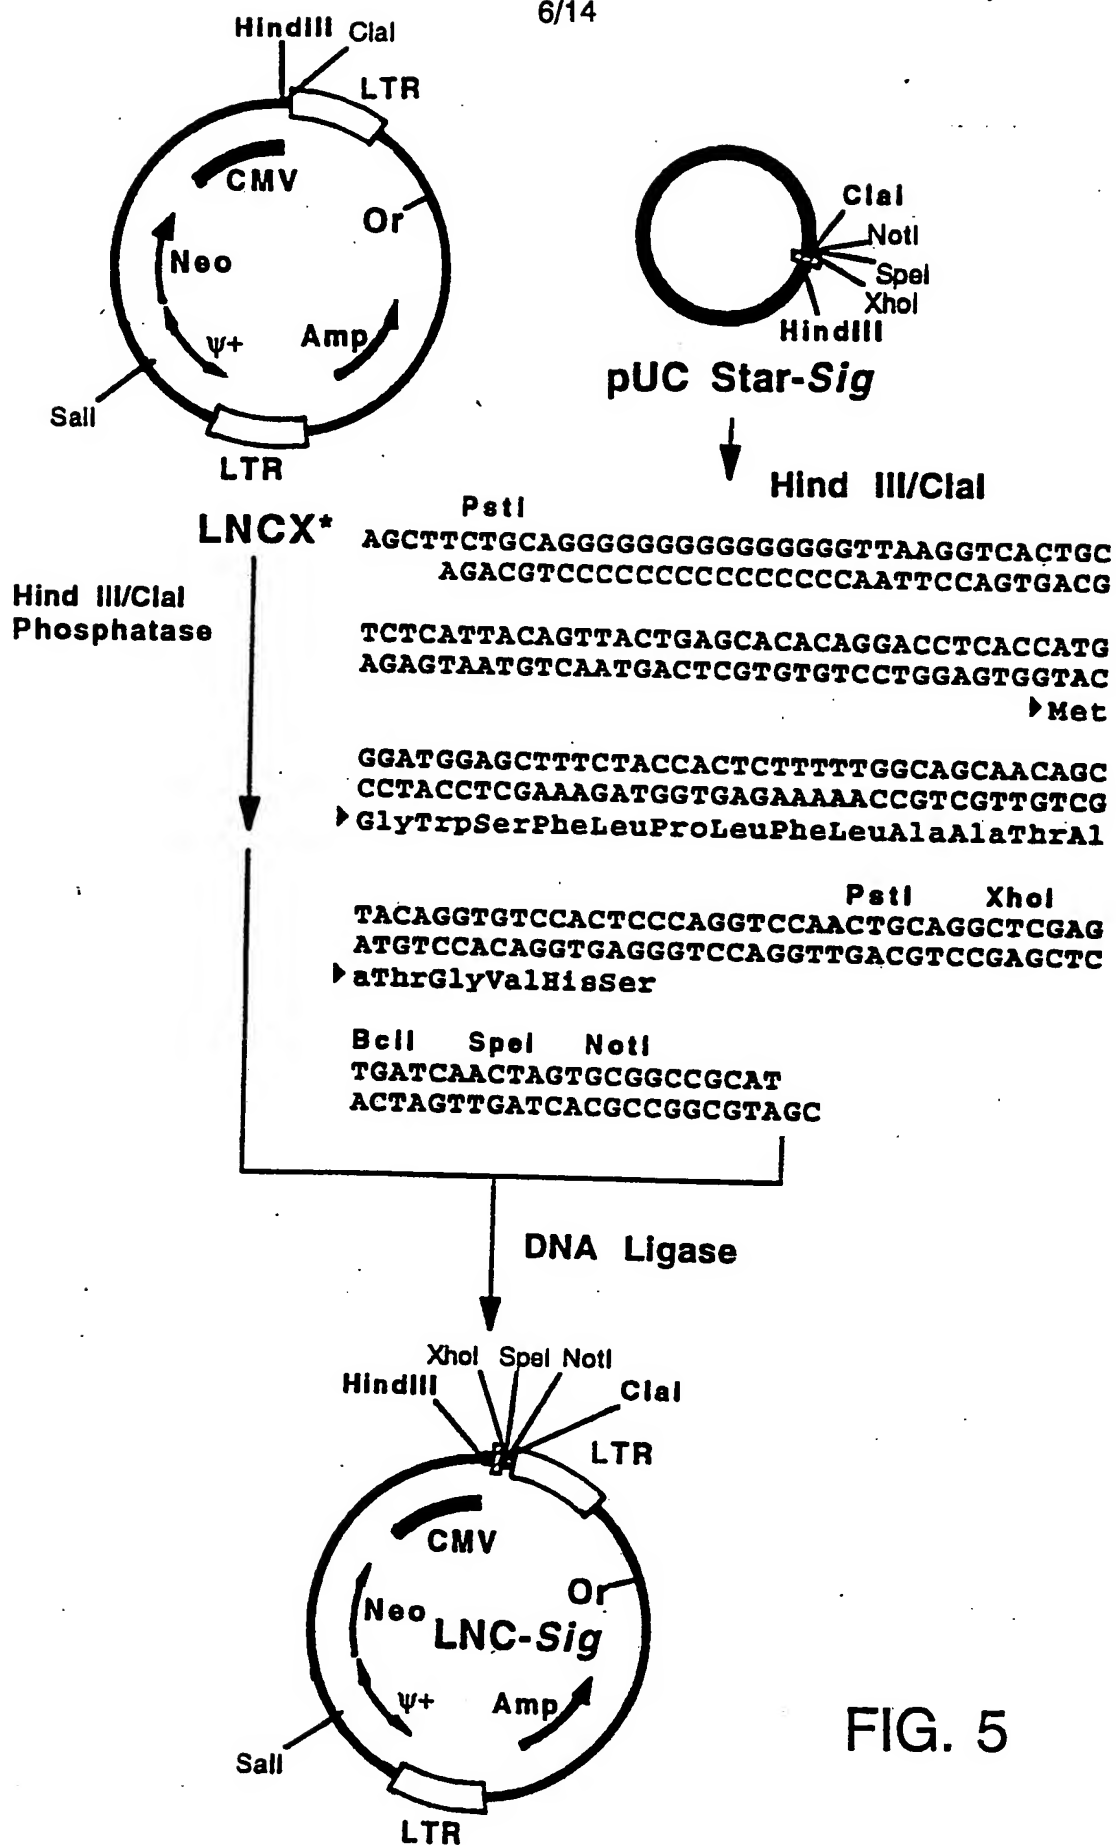 6/14
HindIII ClaI
LTR
CMV
Or
Neo
Amp
ψ+
SalI
LTR
LNCX*
ClaI
NotI
SpeI
XhoI
HindIII
pUC Star-Sig
Hind III/ClaI
Hind III/ClaI
Phosphatase
PstI
AGCTTCTGCAGGGGGGGGGGGGGGGTTAAGGTCACTGC
AGACGTCCCCCCCCCCCCCCCAATTCCAGTGACG
TCTCATTACAGTTACTGAGCACACAGGACCTCACCATG
AGAGTAATGTCAATGACTCGTGTGTCCTGGAGTGGTAC
Met
GGATGGAGCTTTCTACCACTCTTTTTGGCAGCAACAGC
CCTACCTCGAAAGATGGTGAGAAAAACCGTCGTTGTCG
GlyTrpSerPheLeuProLeuPheLeuAlaAlaThrAl
PstI XhoI
TACAGGTGTCCACTCCCAGGTCCAACTGCAGGCTCGAG
ATGTCCACAGGTGAGGGTCCAGGTTGACGTCCGAGCTC
aThrGlyValHisSer
BclI SpeI NotI
TGATCAACTAGTGCGGCCGCAT
ACTAGTTGATCACGCCGGCGTAGC
DNA Ligase
XhoI SpeI NotI
HindIII ClaI
LTR
CMV
Or
Neo
LNC-Sig
ψ+
Amp
SalI
LTR
FIG. 5